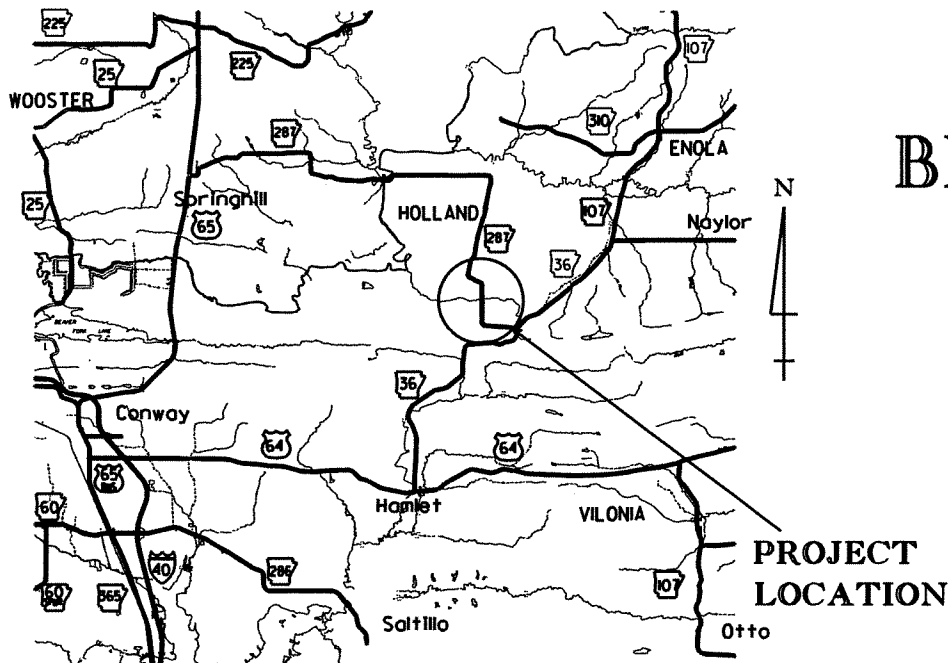 225
107
25
225
WOOSTER
310
287
ENOLA
BI
N
Springhill
25
HOLLAND
107
65
Naylor
287
36
BEAVER
FORK LAKE
36
Conway
64
64
65
Hamlet
60
VILONIA
PROJECT
LOCATION
40
286
107
60
365
Saltillo
Otto